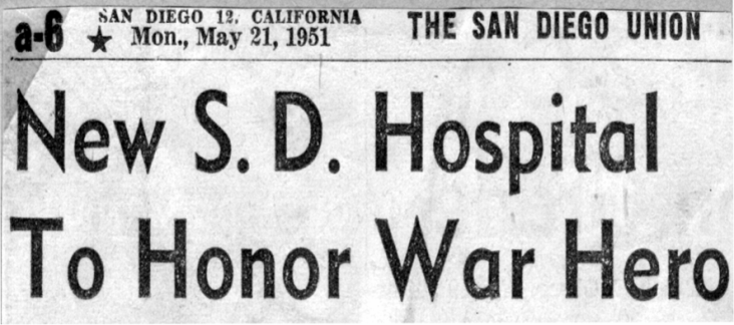 a-6
SAN DIEGO 12, CALIFORNIA
★ Mon., May 21, 1951
THE SAN DIEGO UNION
New S. D. Hospital
To Honor War Hero